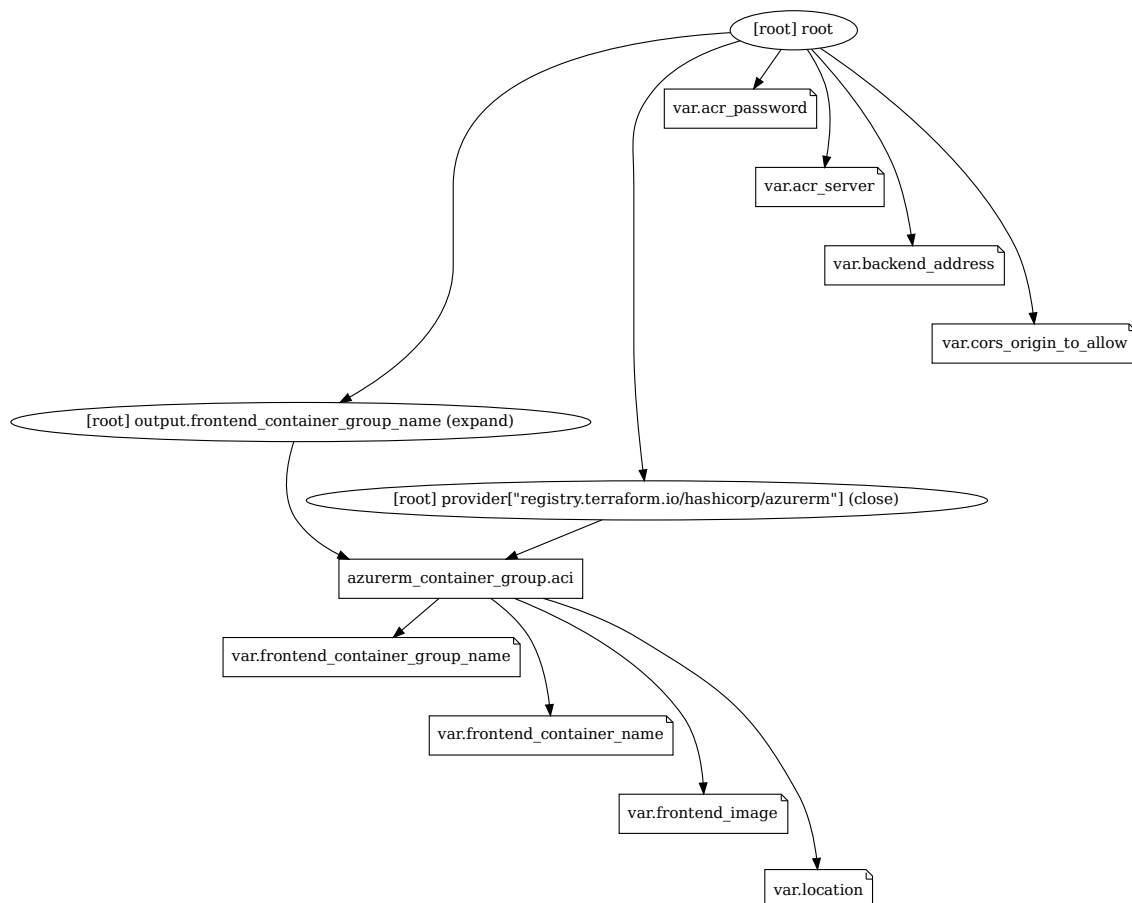 [root] root
var.acr_password
var.acr_server
var.backend_address
var.cors_origin_to_allow
[root] output.frontend_container_group_name (expand)
[root] provider["registry.terraform.io/hashicorp/azurerm"] (close)
azurerm_container_group.aci
var.frontend_container_group_name
var.frontend_container_name
var.frontend_image
var.location